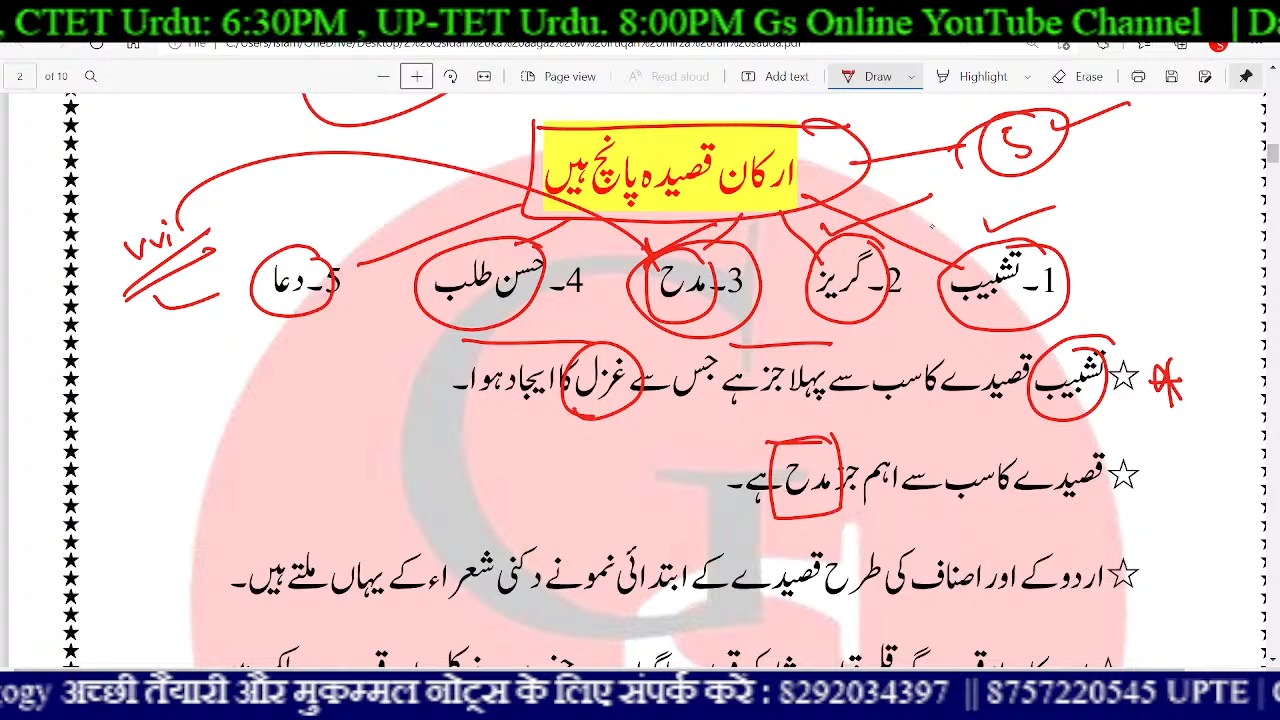 , CTET Urdu: 6:30PM , UP-TET Urdu. 8:00PM Gs Online YouTube Channel | D
2 of 10
Page view
Read aloud
Add text
Draw
Highlight
Erase
5
ارکان قصیدہ پانچ ہیں
vvi
1۔تشبیب 2۔گریز 3۔مدح 4۔حسن طلب 5۔دعا
☆تشبیب قصیدے کا سب سے پہلا جز ہے جس سے غزل کا ایجاد ہوا۔
☆قصیدے کا سب سے اہم جز مدح ہے۔
☆اردو کے اور اصناف کی طرح قصیدے کے ابتدائی نمونے دکنی شعراء کے یہاں ملتے ہیں۔
ogy अच्छी तैयारी और मुकम्मल नोट्स के लिए संपर्क करें : 8292034397 || 8757220545 UPTE |